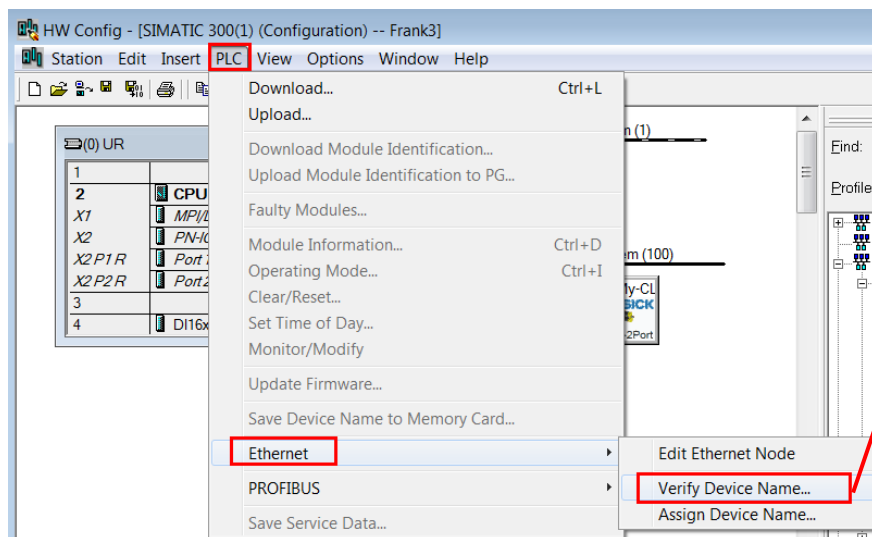 HW Config - [SIMATIC 300(1) (Configuration) -- Frank3]
Station Edit Insert PLC View Options Window Help
Download... Ctrl+L
Upload...
Download Module Identification...
Upload Module Identification to PG...
Faulty Modules...
Module Information... Ctrl+D
Operating Mode... Ctrl+I
Clear/Reset...
Set Time of Day...
Monitor/Modify
Update Firmware...
Save Device Name to Memory Card...
Ethernet
PROFIBUS
Save Service Data...
Edit Ethernet Node
Verify Device Name...
Assign Device Name...
(0) UR
1
2 CPU
X1 MPI/
X2 PN-I
X2 P1 R Port
X2 P2 R Port
3
4 DI16x
(1)
(100)
My-CL
SICK
-2Port
Find:
Profile